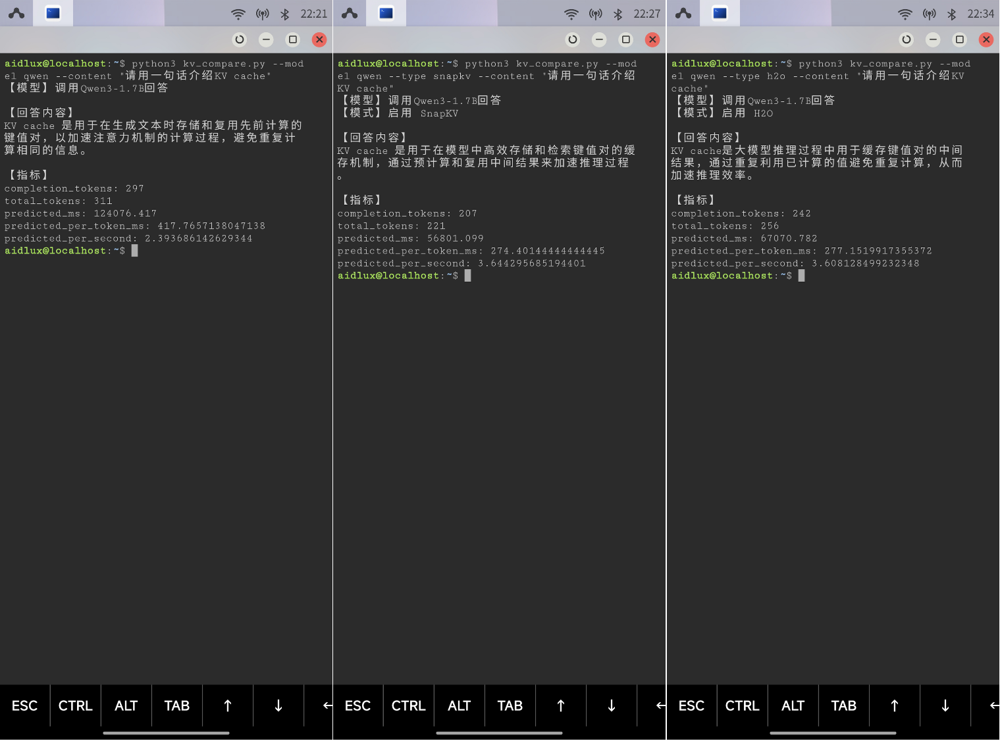 22:21
aidlux@localhost:~$ python3 kv_compare.py --mod
el qwen --content "请用一句话介绍KV cache"
【模型】调用Qwen3-1.7B回答
【回答内容】
KV cache 是用于在生成文本时存储和复用先前计算的
键值对，以加速注意力机制的计算过程，避免重复计
算相同的信息。
【指标】
completion_tokens: 297
total_tokens: 311
predicted_ms: 124076.417
predicted_per_token_ms: 417.7657138047138
predicted_per_second: 2.393686142629344
aidlux@localhost:~$
ESC CTRL ALT TAB ↑ ↓ ←
22:27
aidlux@localhost:~$ python3 kv_compare.py --mod
el qwen --type snapkv --content "请用一句话介绍
KV cache"
【模型】调用Qwen3-1.7B回答
【模式】启用 SnapKV
【回答内容】
KV cache 是用于在模型中高效存储和检索键值对的缓
存机制，通过预计算和复用中间结果来加速推理过程
。
【指标】
completion_tokens: 207
total_tokens: 221
predicted_ms: 56801.099
predicted_per_token_ms: 274.40144444444445
predicted_per_second: 3.644295685194401
aidlux@localhost:~$
ESC CTRL ALT TAB ↑ ↓ ←
22:34
aidlux@localhost:~$ python3 kv_compare.py --mod
el qwen --type h2o --content "请用一句话介绍KV
cache"
【模型】调用Qwen3-1.7B回答
【模式】启用 H2O
【回答内容】
KV cache是大模型推理过程中用于缓存键值对的中间
结果，通过重复利用已计算的值避免重复计算，从而
加速推理效率。
【指标】
completion_tokens: 242
total_tokens: 256
predicted_ms: 67070.782
predicted_per_token_ms: 277.1519917355372
predicted_per_second: 3.608128499232348
aidlux@localhost:~$
ESC CTRL ALT TAB ↑ ↓ ←